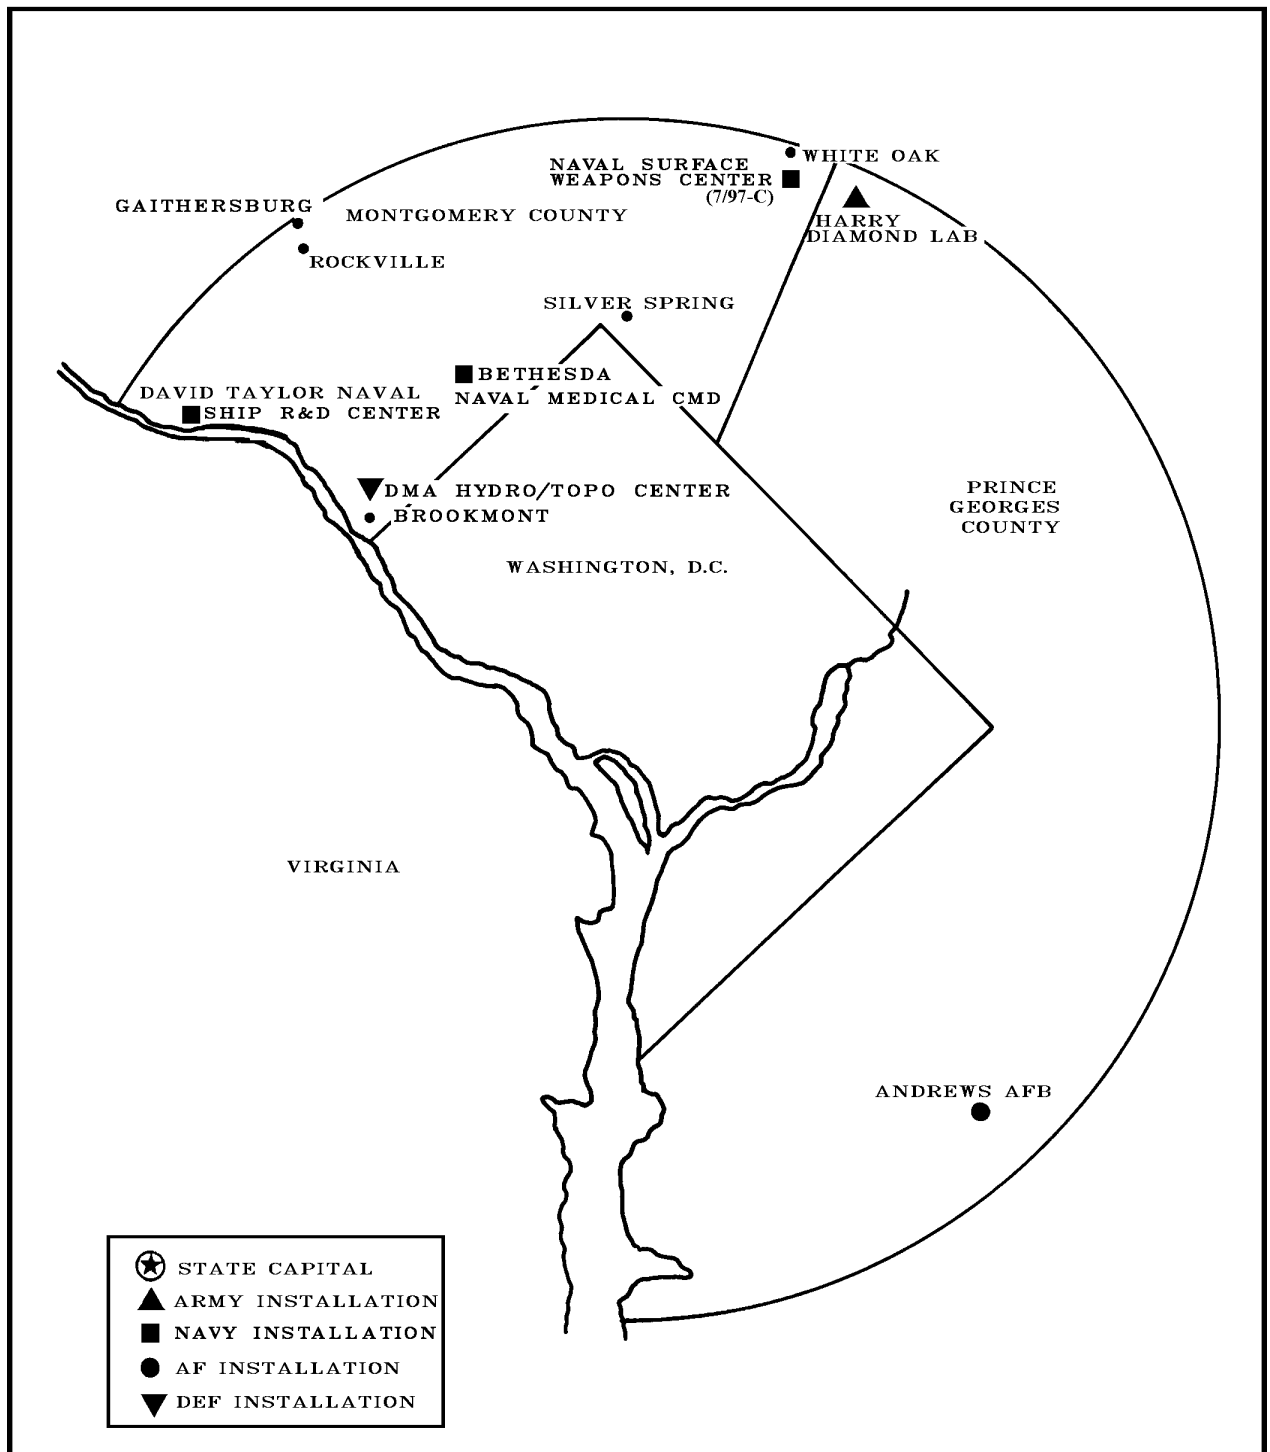 WHITE OAK
NAVAL SURFACE
WEAPONS CENTER
(7/97-C)
GAITHERSBURG
MONTGOMERY COUNTY
HARRY
DIAMOND LAB
ROCKVILLE
SILVER SPRING
BETHESDA
NAVAL MEDICAL CMD
DAVID TAYLOR NAVAL
SHIP R&D CENTER
DMA HYDRO/TOPO CENTER
BROOKMONT
PRINCE
GEORGES
COUNTY
WASHINGTON, D.C.
VIRGINIA
ANDREWS AFB
STATE CAPITAL
ARMY INSTALLATION
NAVY INSTALLATION
AF INSTALLATION
DEF INSTALLATION